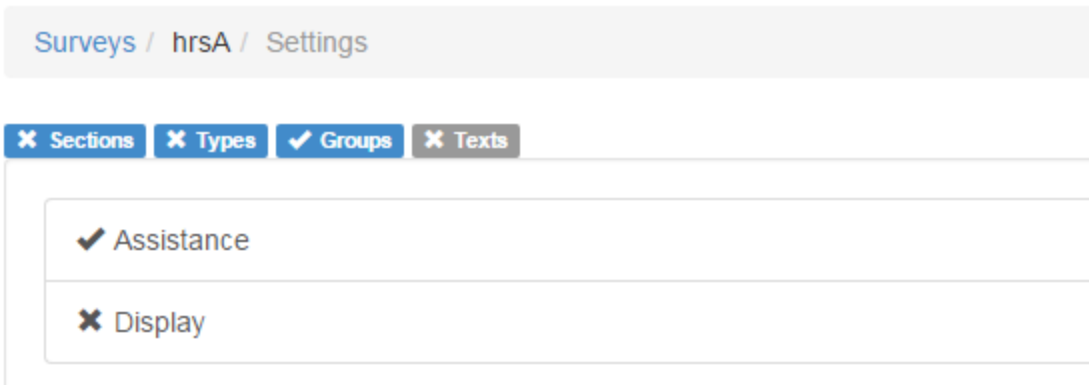 Surveys / hrsA / Settings
Sections Types Groups Texts
Assistance
Display